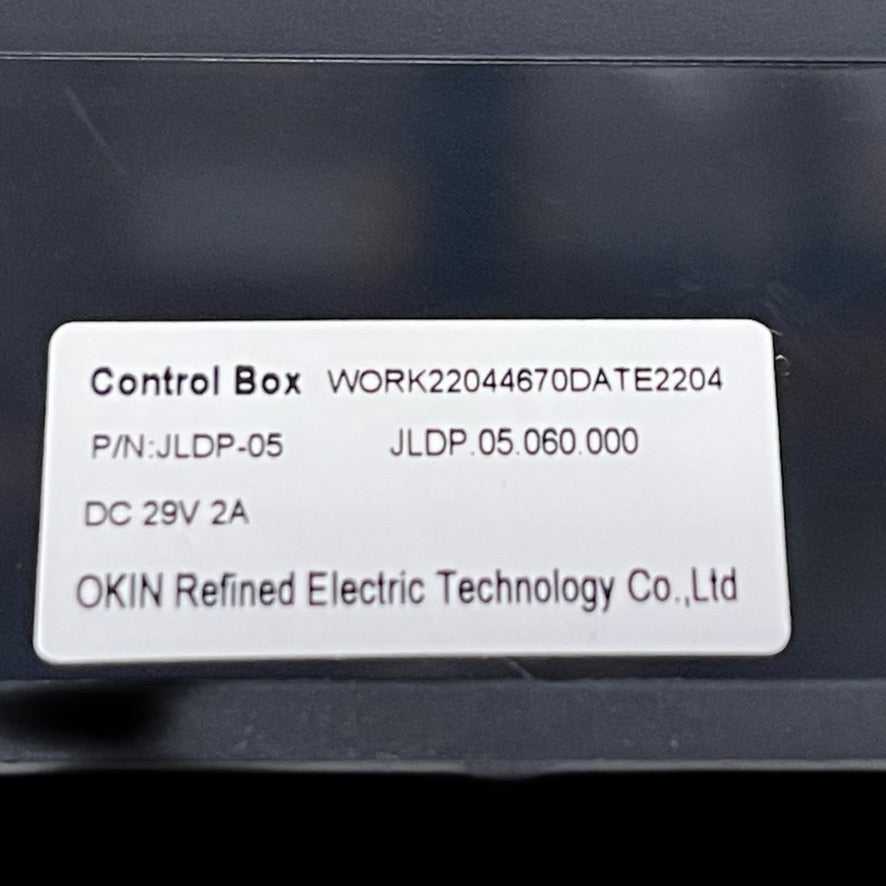 Control Box WORK22044670DATE2204
P/N:JLDP-05 JLDP.05.060.000
DC 29V 2A
OKIN Refined Electric Technology Co.,Ltd